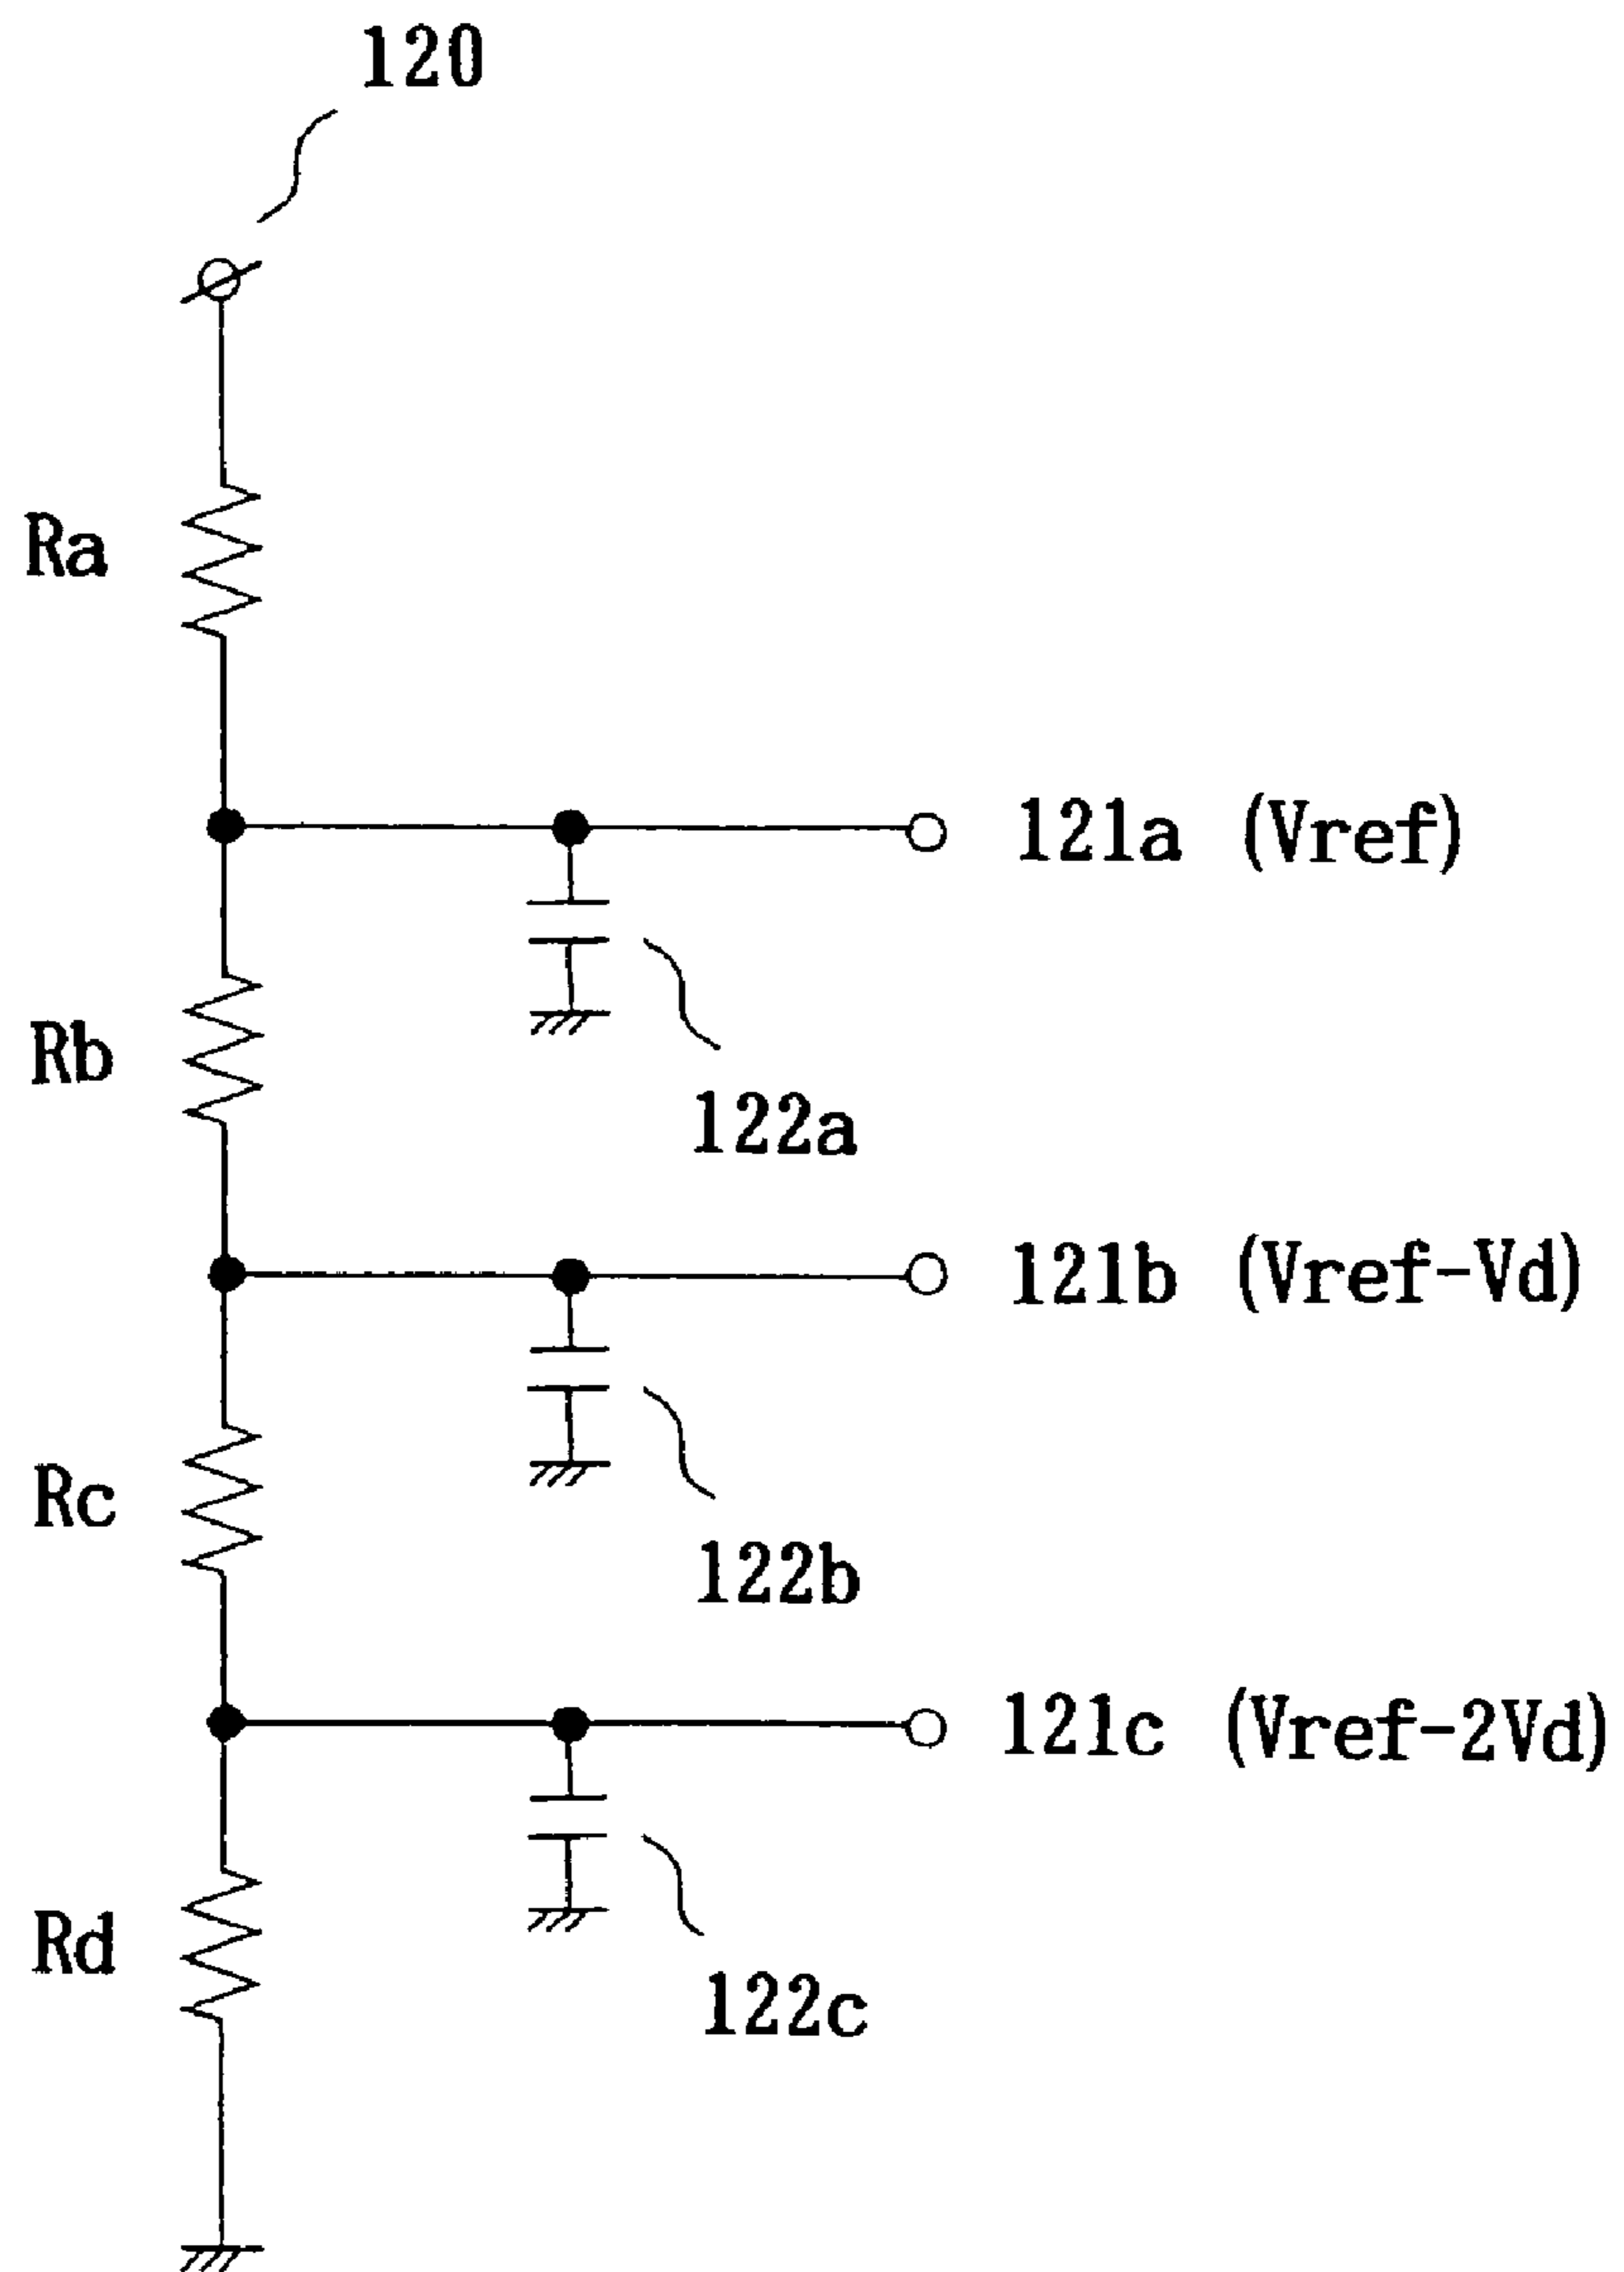 120
Ra
121a (Vref)
Rb
122a
121b (Vref-Vd)
Rc
122b
121c (Vref-2Vd)
Rd
122c